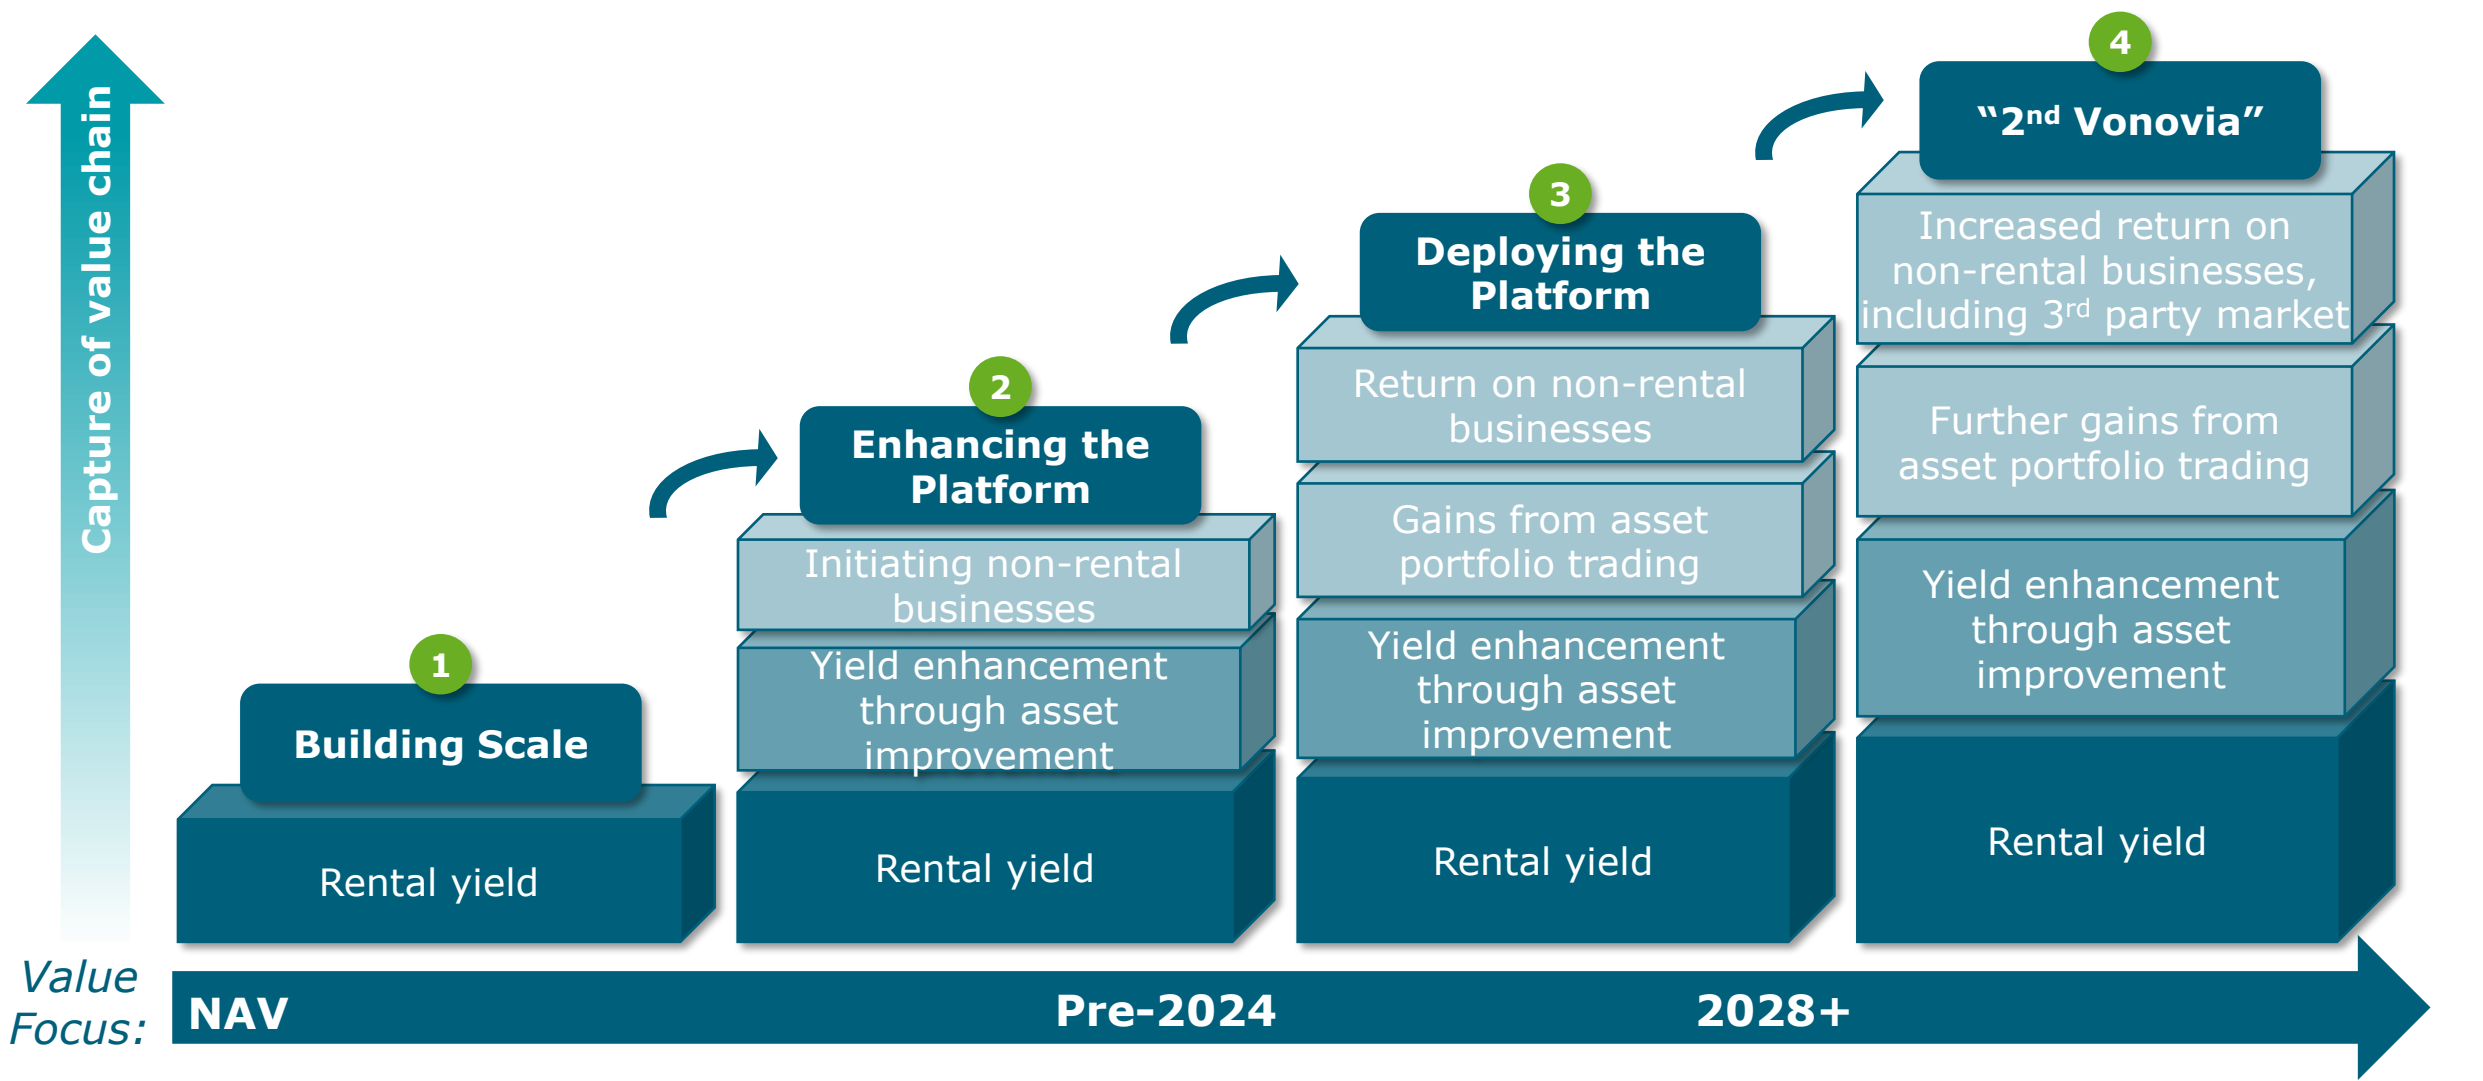 Capture of value chain
1
Building Scale
Rental yield
2
Enhancing the
Platform
Initiating non-rental
businesses
Yield enhancement
through asset
improvement
Rental yield
3
Deploying the
Platform
Return on non-rental
businesses
Gains from asset
portfolio trading
Yield enhancement
through asset
improvement
Rental yield
4
“2nd Vonovia”
Increased return on
non-rental businesses,
including 3rd party market
Further gains from
asset portfolio trading
Yield enhancement
through asset
improvement
Rental yield
Value
Focus:
NAV
Pre–2024
2028+